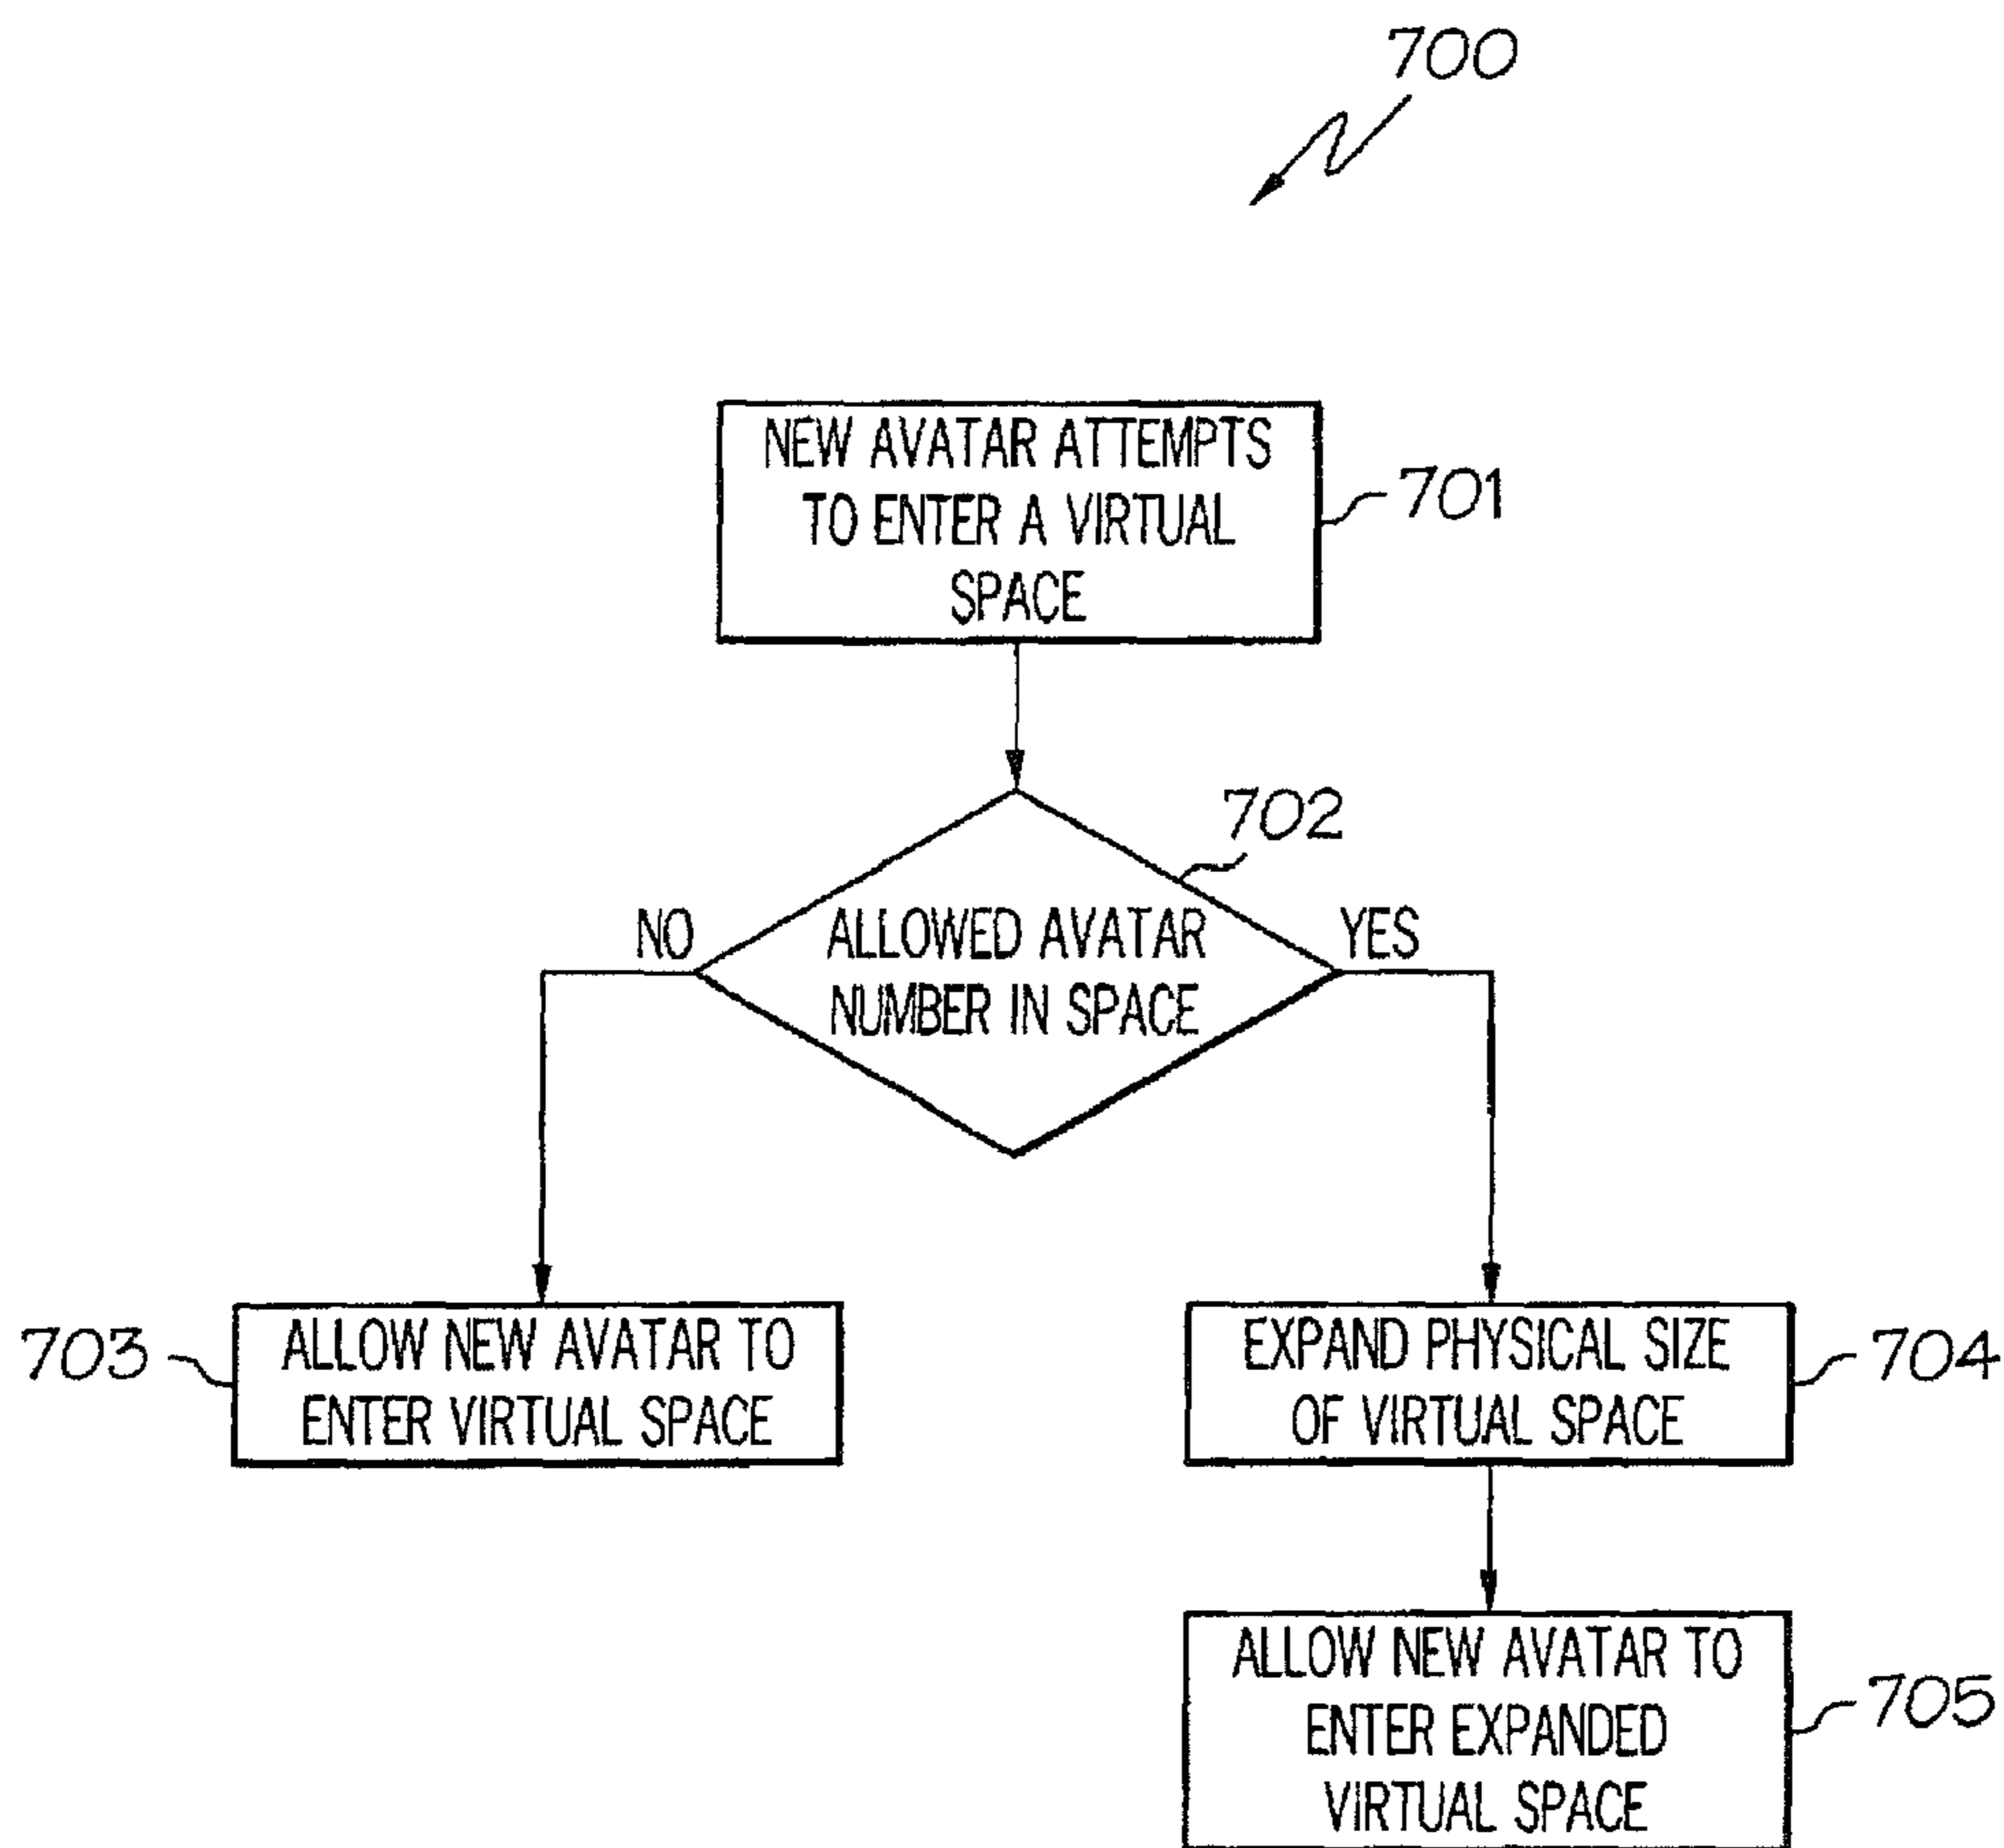 700
NEW AVATAR ATTEMPTS
TO ENTER A VIRTUAL
SPACE
701
702
NO
ALLOWED AVATAR
NUMBER IN SPACE
YES
703
ALLOW NEW AVATAR TO
ENTER VIRTUAL SPACE
EXPAND PHYSICAL SIZE
OF VIRTUAL SPACE
704
ALLOW NEW AVATAR TO
ENTER EXPANDED
VIRTUAL SPACE
705